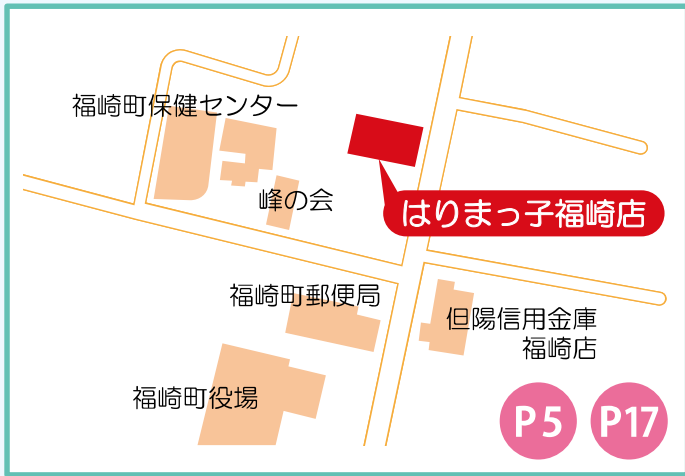 福崎町保健センター
峰の会
はりまっ子福崎店
福崎町郵便局
但陽信用金庫
福崎店
福崎町役場
P5
P17